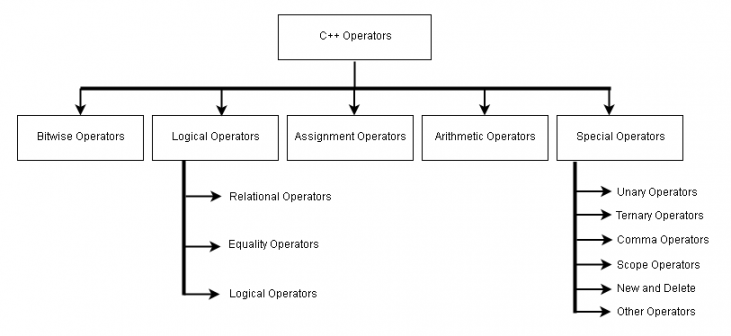 C++ Operators
Bitwise Operators
Logical Operators
Assignment Operators
Arithmetic Operators
Special Operators
Relational Operators
Equality Operators
Logical Operators
Unary Operators
Ternary Operators
Comma Operators
Scope Operators
New and Delete
Other Operators